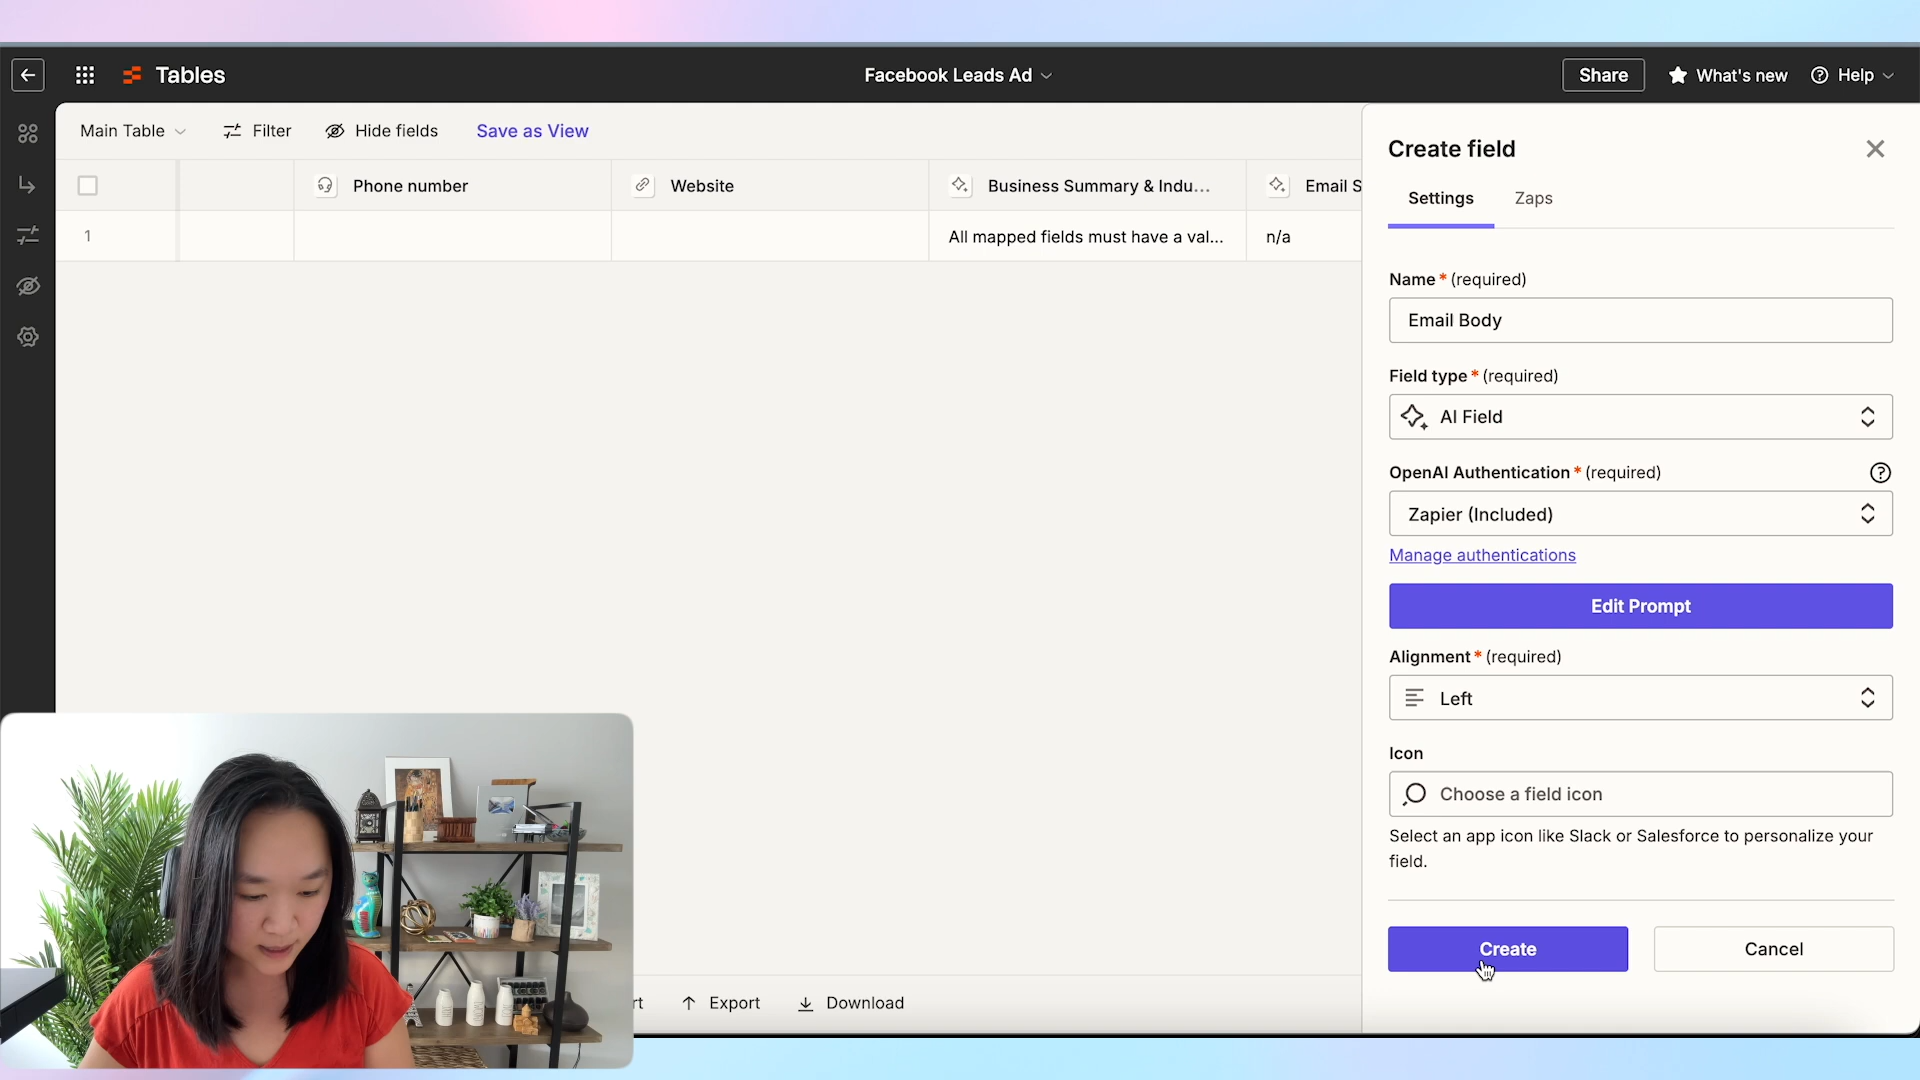 Tables
Facebook Leads Ad
Share
What's new
Help
Main Table
Filter
Hide fields
Save as View
Phone number
Website
Business Summary & Indu...
Email S
1
All mapped fields must have a val...
n/a
Create field
Settings
Zaps
Name * (required)
Email Body
Field type * (required)
AI Field
OpenAI Authentication * (required)
Zapier (Included)
Manage authentications
Edit Prompt
Alignment * (required)
Left
Icon
Choose a field icon
Select an app icon like Slack or Salesforce to personalize your
field.
Create
Cancel
rt
Export
Download